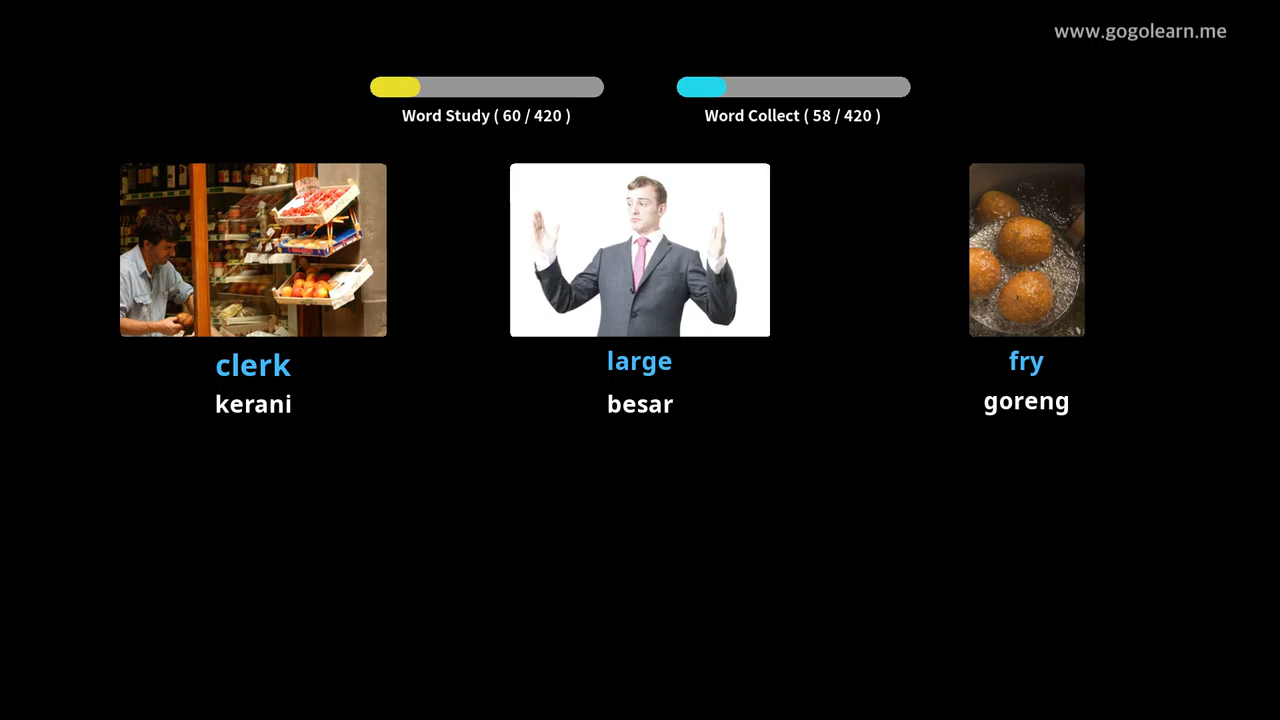 www.gogolearn.me
Word Study ( 60 / 420 )
Word Collect ( 58 / 420 )
clerk
kerani
large
besar
fry
goreng